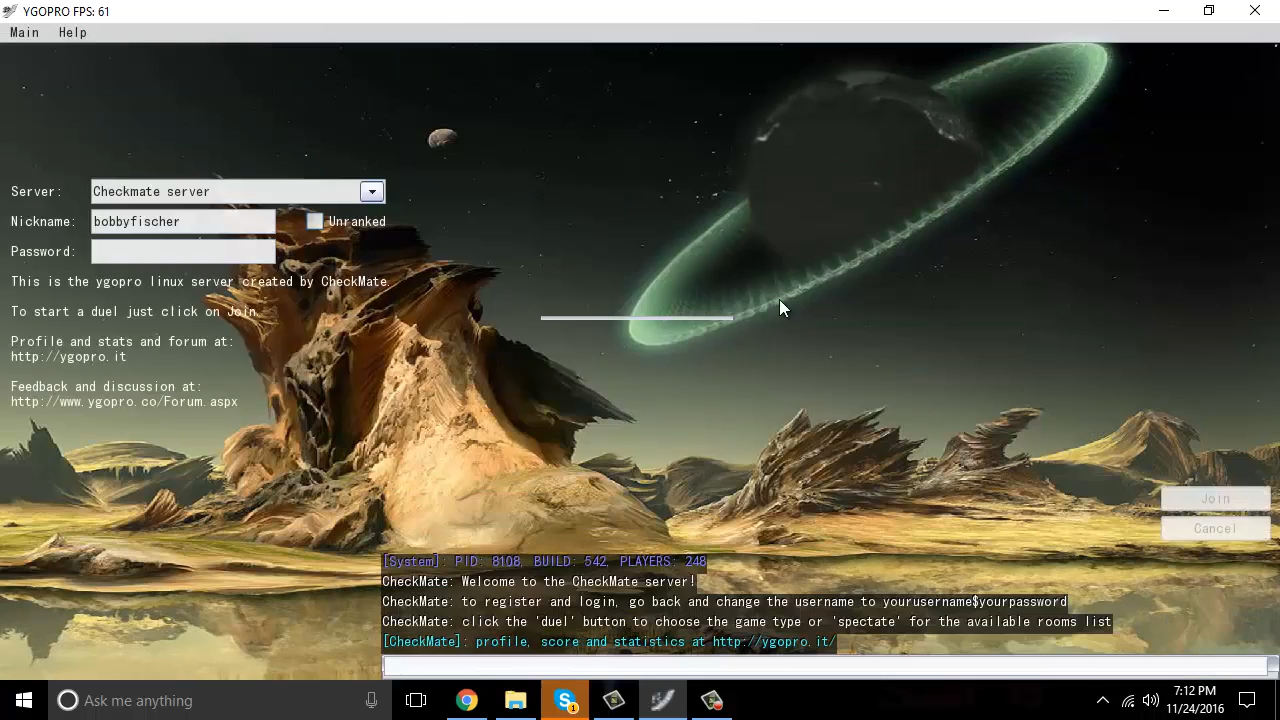 YGOPRO FPS: 61
Main Help
Server: Checkmate server
Nickname: bobbyfischer Unranked
Password:
This is the ygopro linux server created by CheckMate.
To start a duel just click on Join.
Profile and stats and forum at:
http://ygopro.it
Feedback and discussion at:
http://www.ygopro.co/Forum.aspx
Join
Cancel
[System]: PID: 8108, BUILD: 542, PLAYERS: 248
CheckMate: Welcome to the CheckMate server!
CheckMate: to register and login, go back and change the username to yourusername$yourpassword
CheckMate: click the 'duel' button to choose the game type or 'spectate' for the available rooms list
[CheckMate]: profile, score and statistics at http://ygopro.it/
Ask me anything
1
7:12 PM
11/24/2016